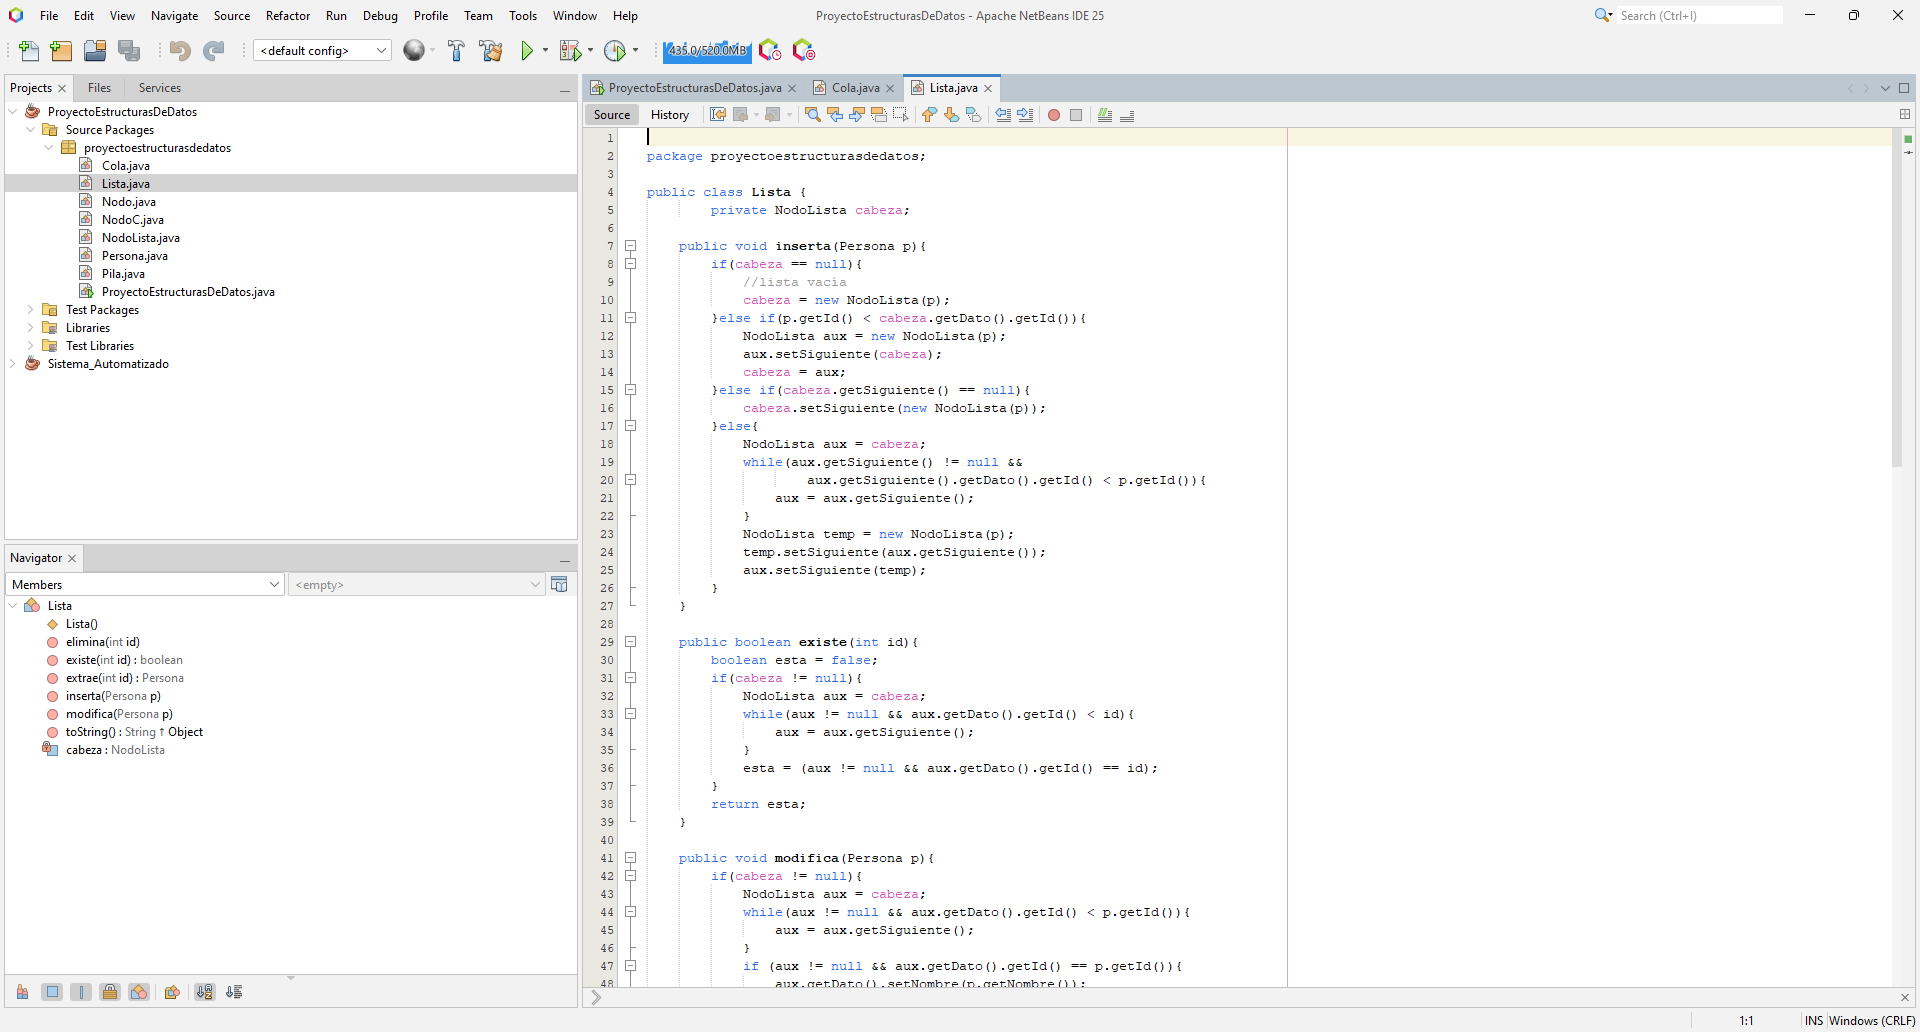 File Edit View Navigate Source Refactor Run Debug Profile Team Tools Window Help
ProyectoEstructurasDeDatos - Apache NetBeans IDE 25
Search (Ctrl+I)
<default config>
435.0/520.0MB
Projects Files Services
ProyectoEstructurasDeDatos
Source Packages
proyectoestructurasdedatos
Cola.java
Lista.java
Nodo.java
NodoC.java
NodoLista.java
Persona.java
Pila.java
ProyectoEstructurasDeDatos.java
Test Packages
Libraries
Test Libraries
Sistema_Automatizado
Navigator
Members <empty>
Lista
Lista()
elimina(int id)
existe(int id) : boolean
extrae(int id) : Persona
inserta(Persona p)
modifica(Persona p)
toString() : String ↑ Object
cabeza : NodoLista
ProyectoEstructurasDeDatos.java Cola.java Lista.java
Source History
1
2 package proyectoestructurasdedatos;
3
4 public class Lista {
5 private NodoLista cabeza;
6
7 public void inserta(Persona p){
8 if(cabeza == null){
9 //lista vacia
10 cabeza = new NodoLista(p);
11 }else if(p.getId() < cabeza.getDato().getId()){
12 NodoLista aux = new NodoLista(p);
13 aux.setSiguiente(cabeza);
14 cabeza = aux;
15 }else if(cabeza.getSiguiente() == null){
16 cabeza.setSiguiente(new NodoLista(p));
17 }else{
18 NodoLista aux = cabeza;
19 while(aux.getSiguiente() != null &&
20 aux.getSiguiente().getDato().getId() < p.getId()){
21 aux = aux.getSiguiente();
22 }
23 NodoLista temp = new NodoLista(p);
24 temp.setSiguiente(aux.getSiguiente());
25 aux.setSiguiente(temp);
26 }
27 }
28
29 public boolean existe(int id){
30 boolean esta = false;
31 if(cabeza != null){
32 NodoLista aux = cabeza;
33 while(aux != null && aux.getDato().getId() < id){
34 aux = aux.getSiguiente();
35 }
36 esta = (aux != null && aux.getDato().getId() == id);
37 }
38 return esta;
39 }
40
41 public void modifica(Persona p){
42 if(cabeza != null){
43 NodoLista aux = cabeza;
44 while(aux != null && aux.getDato().getId() < p.getId()){
45 aux = aux.getSiguiente();
46 }
47 if (aux != null && aux.getDato().getId() == p.getId()){
48 aux.getDato().setNombre(p.getNombre());
1:1 INS Windows (CRLF)